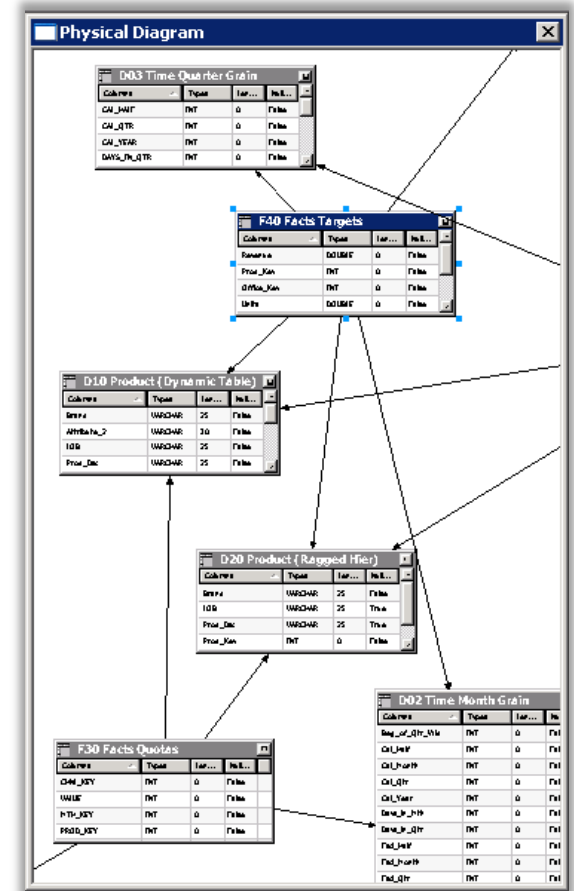 Physical Diagram
D03 Time Quarter Grain
Columns Types
CAL_HALF INT 0 False
CAL_QTR INT 0 False
CAL_YEAR INT 0 False
DAYS_IN_QTR INT 0 False
F40 Facts Targets
Columns Types
Revenue DOUBLE 0 False
Prod_Key INT 0 False
Office_Key INT 0 False
Units DOUBLE 0 False
D10 Product (Dynamic Table)
Columns Types
Brand VARCHAR 25 False
Attribute_2 VARCHAR False
LOB VARCHAR 25 False
Prod_Dsc VARCHAR 25 False
D20 Product (Ragged Hier)
Columns Types
Brand VARCHAR 25 False
LOB VARCHAR 25 True
Prod_Dsc VARCHAR 25 True
Prod_Key INT 0 False
D02 Time Month Grain
Columns Types
INT 0
Cal_Half INT 0
Cal_Month INT 0
Cal_Qtr INT 0
Cal_Year INT 0
Days_in_Mth INT 0
Days_in_Qtr INT 0
End_Half INT 0
End_Month INT 0
End_Qtr INT 0
F30 Facts Quotas
Columns Types
INT 0 False
VALUE INT 0 False
MTH_KEY INT 0 False
PROD_KEY INT 0 False